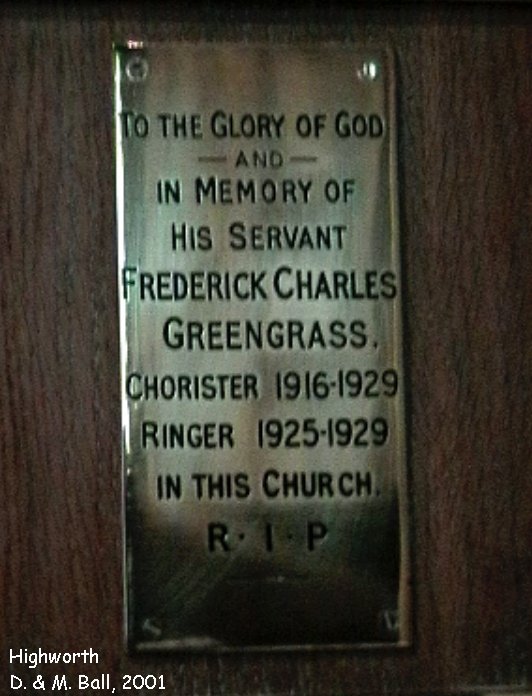 TO THE GLORY OF GOD
— AND —
IN MEMORY OF
HIS SERVANT
FREDERICK CHARLES
GREENGRASS.
CHORISTER 1916-1929
RINGER 1925-1929
IN THIS CHURCH.
R · I · P
Highworth
D. & M. Ball, 2001